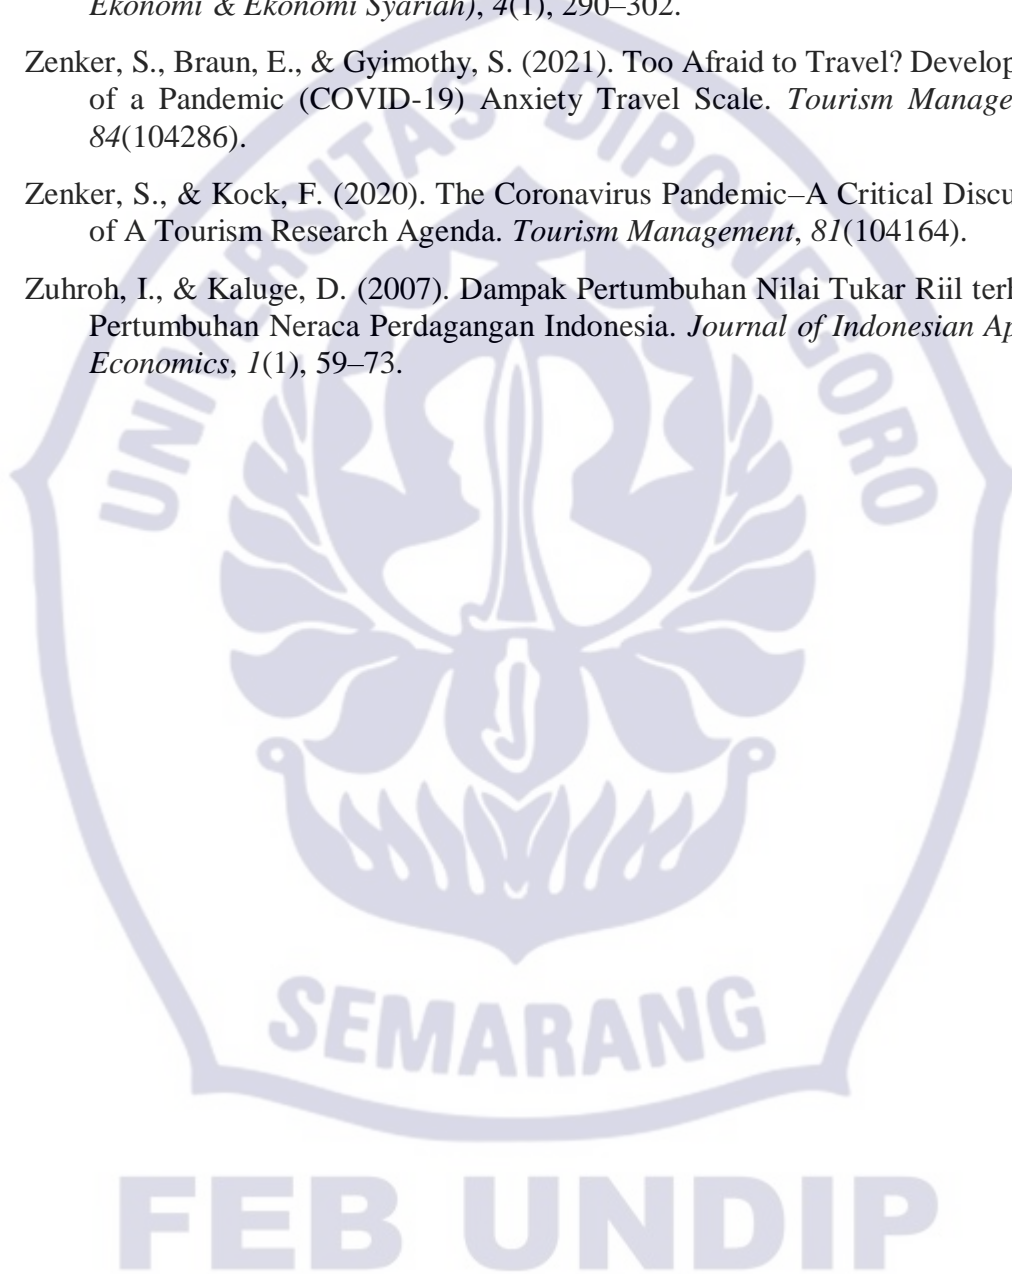 Ekonomi & Ekonomi Syariah), 4(1), 290–302.
Zenker, S., Braun, E., & Gyimothy, S. (2021). Too Afraid to Travel? Develop
of a Pandemic (COVID-19) Anxiety Travel Scale. Tourism Manage
84(104286).
Zenker, S., & Kock, F. (2020). The Coronavirus Pandemic–A Critical Discu
of A Tourism Research Agenda. Tourism Management, 81(104164).
Zuhroh, I., & Kaluge, D. (2007). Dampak Pertumbuhan Nilai Tukar Riil ter
Pertumbuhan Neraca Perdagangan Indonesia. Journal of Indonesian Ap
Economics, 1(1), 59–73.
UNIVERSITAS DIPONEGORO
SEMARANG
FEB UNDIP